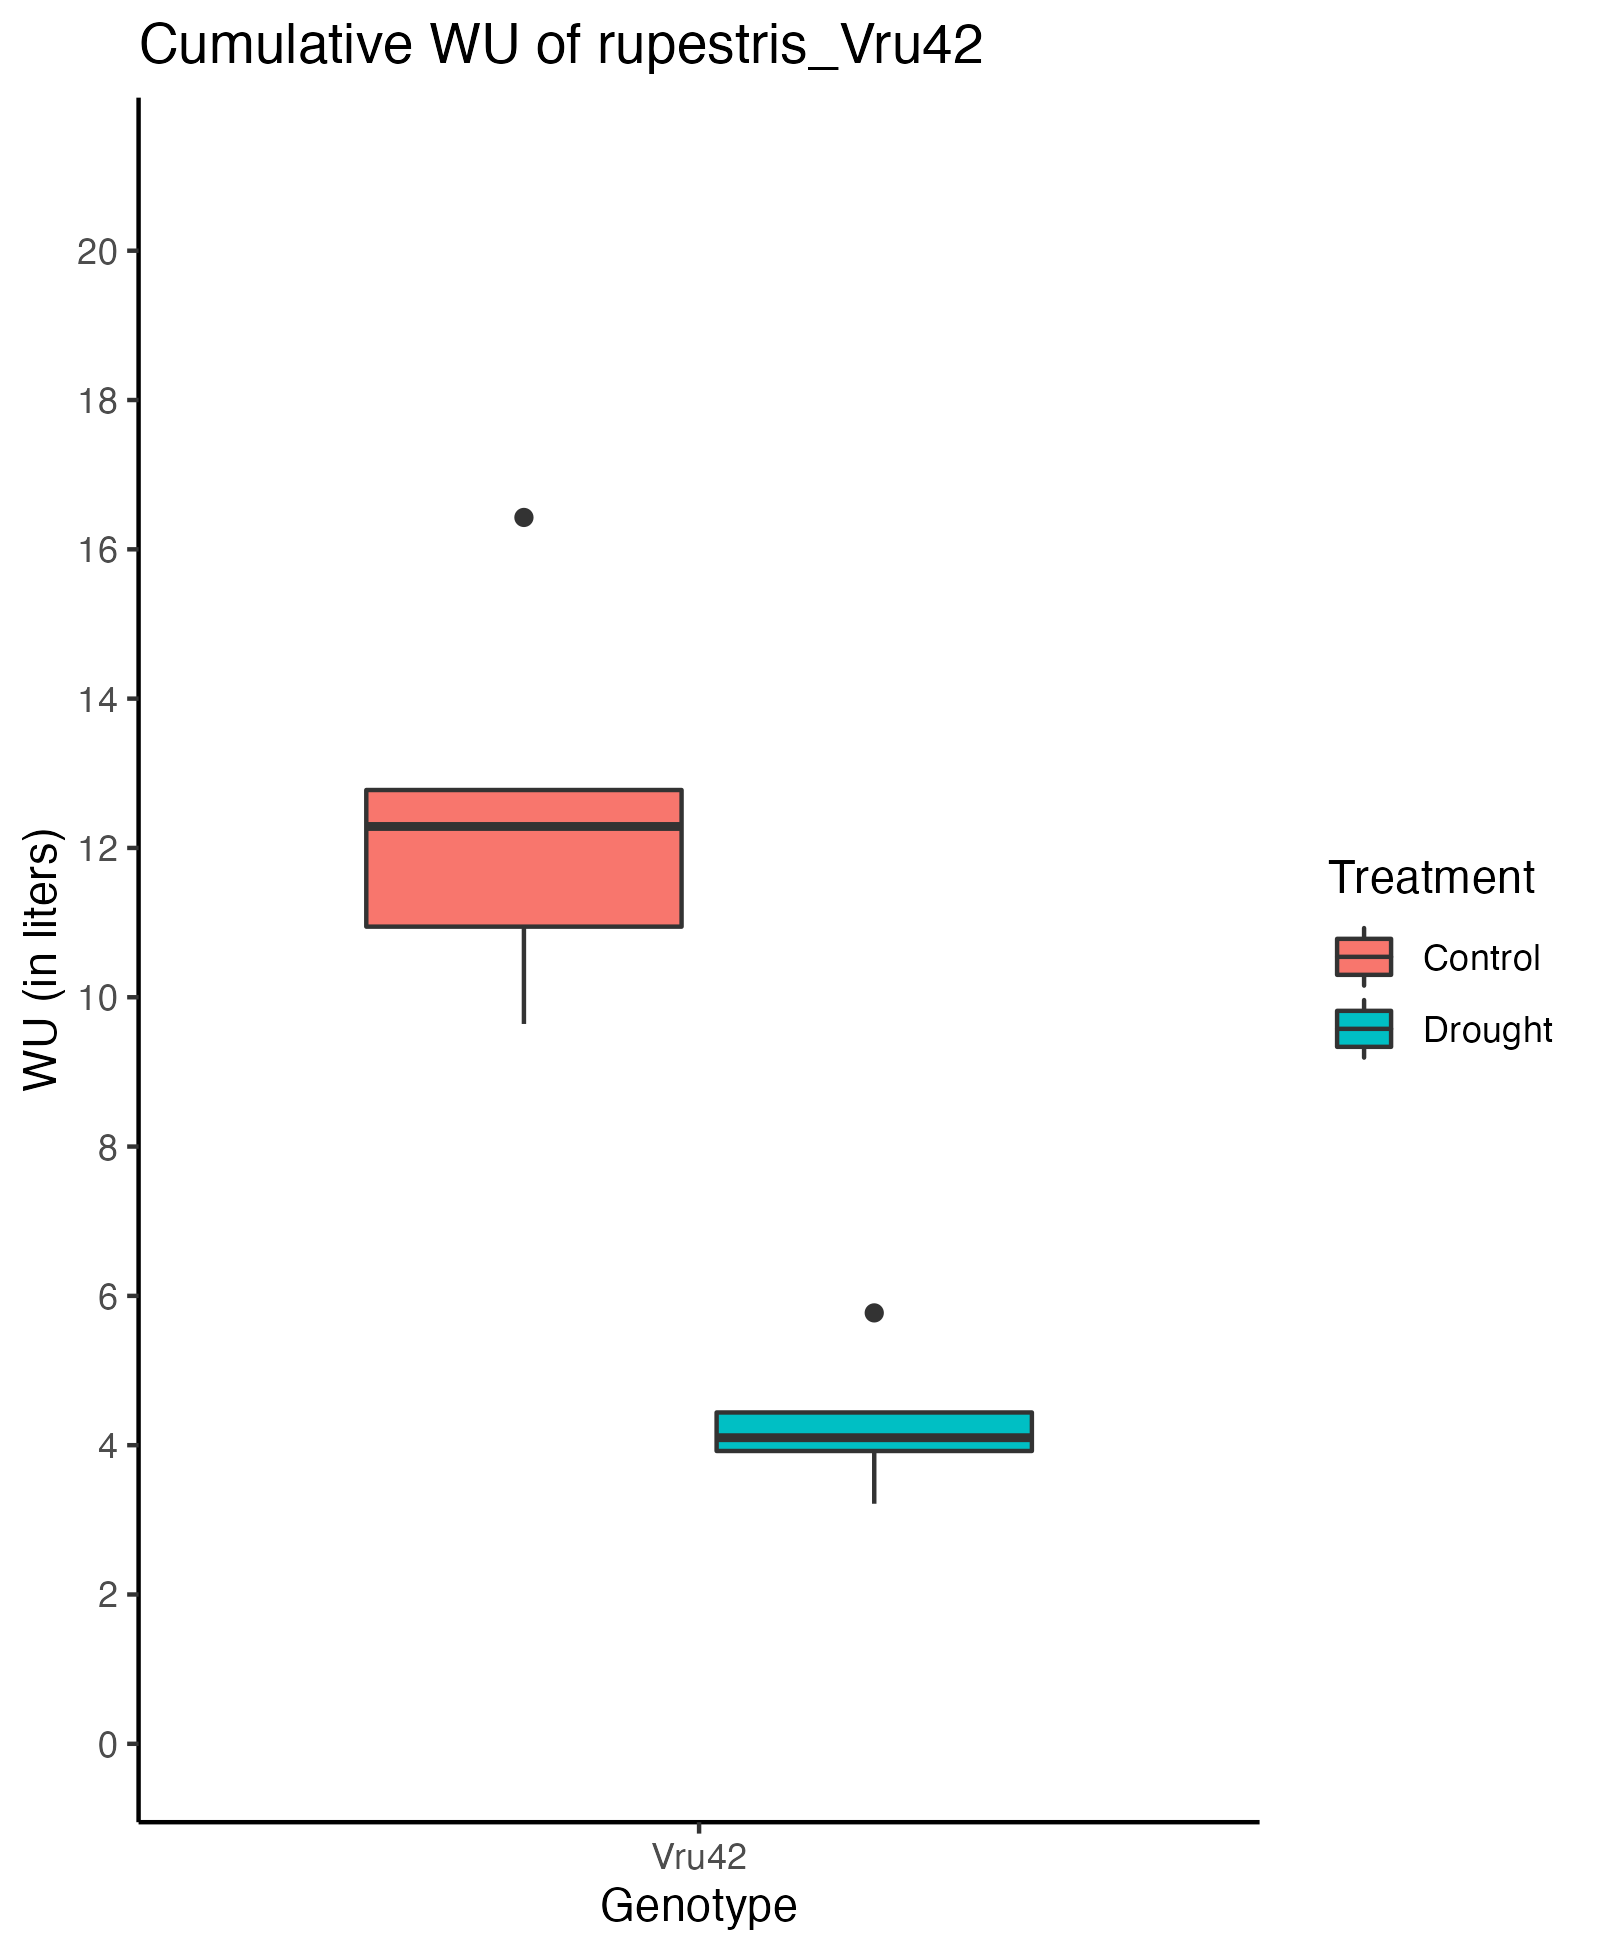 Cumulative WU of rupestris_Vru42
WU (in liters)
20
18
16
14
12
10
8
6
4
2
0
Vru42
Genotype
Treatment
Control
Drought